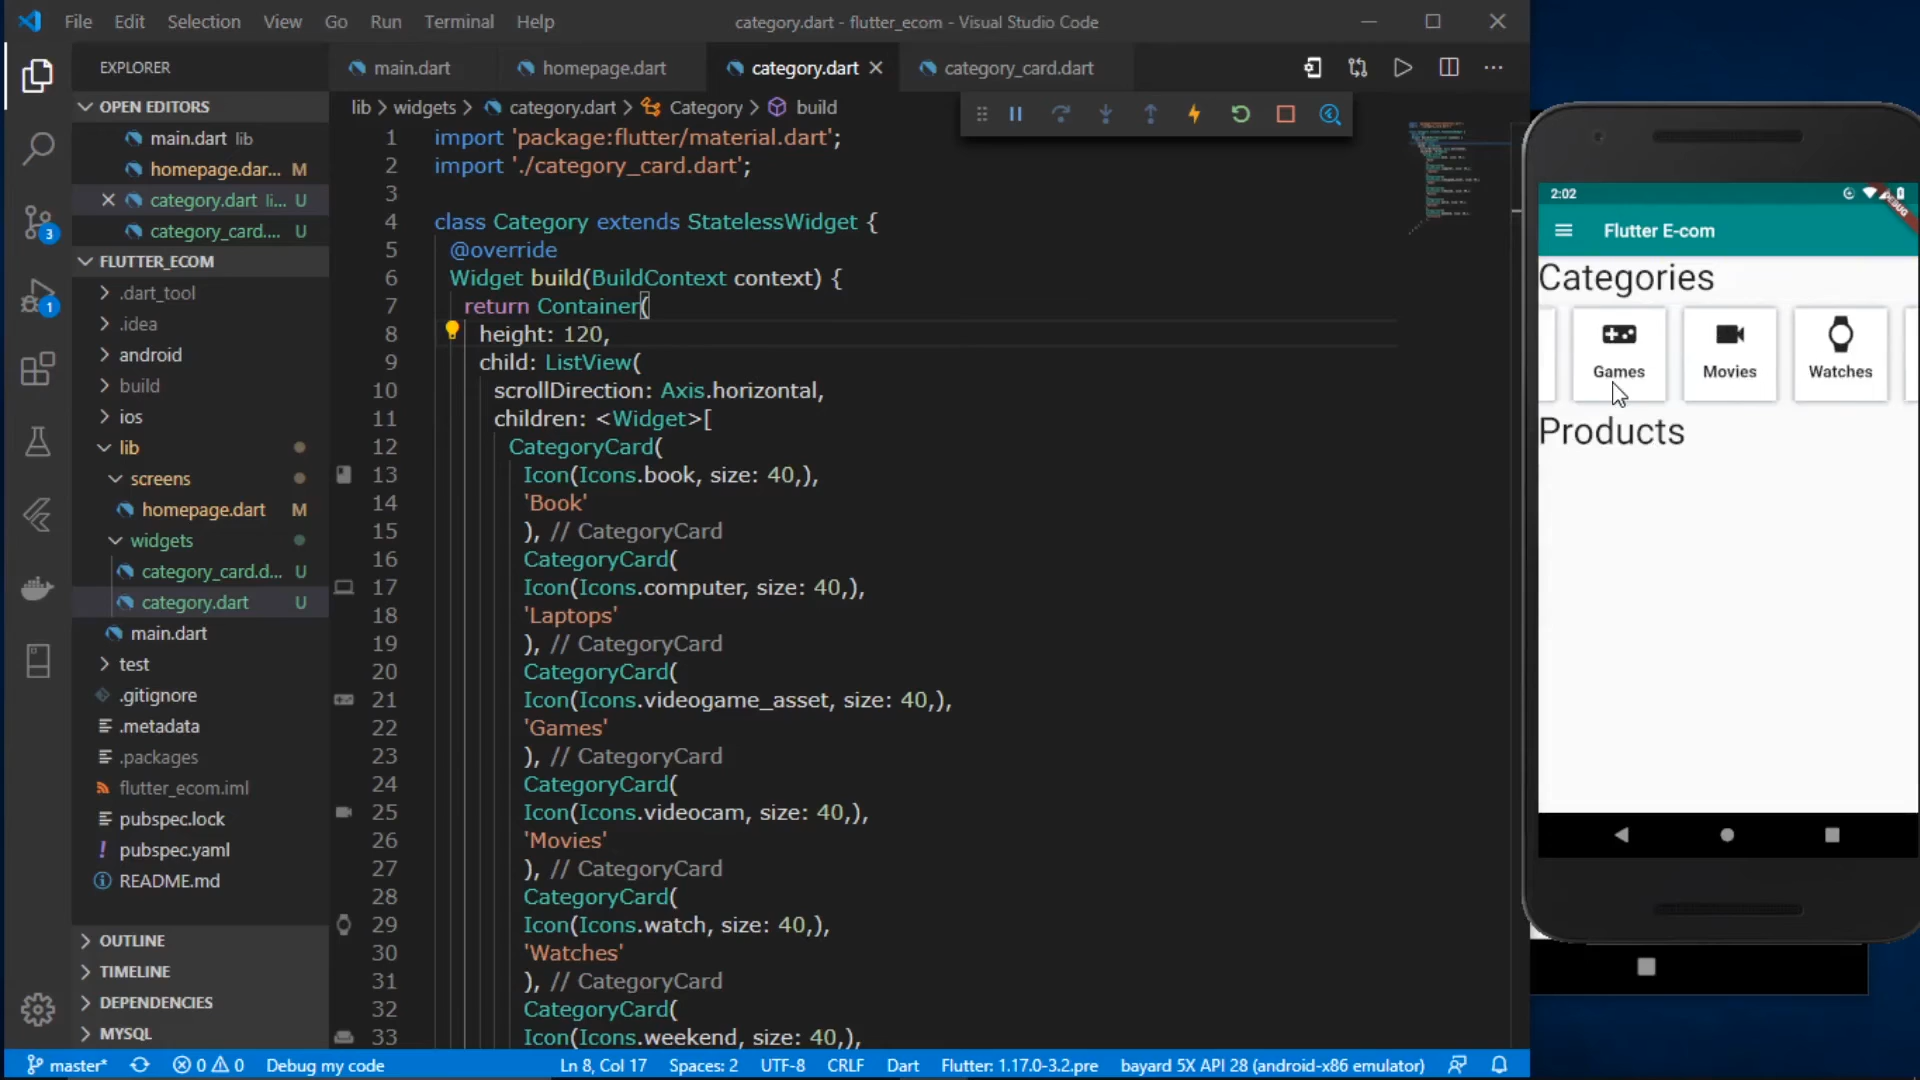 File Edit Selection View Go Run Terminal Help
category.dart - flutter_ecom - Visual Studio Code
EXPLORER
OPEN EDITORS
main.dart lib
homepage.dar... M
category.dart li... U
category_card.... U
FLUTTER_ECOM
.dart_tool
.idea
android
build
ios
lib
screens
homepage.dart M
widgets
category_card.d... U
category.dart U
main.dart
test
.gitignore
.metadata
.packages
flutter_ecom.iml
pubspec.lock
pubspec.yaml
README.md
OUTLINE
TIMELINE
DEPENDENCIES
MYSQL
3
1
main.dart homepage.dart category.dart category_card.dart
lib > widgets > category.dart > Category > build
1 import 'package:flutter/material.dart';
2 import './category_card.dart';
3
4 class Category extends StatelessWidget {
5 @override
6 Widget build(BuildContext context) {
7 return Container(
8 height: 120,
9 child: ListView(
10 scrollDirection: Axis.horizontal,
11 children: <Widget>[
12 CategoryCard(
13 Icon(Icons.book, size: 40,),
14 'Book'
15 ), // CategoryCard
16 CategoryCard(
17 Icon(Icons.computer, size: 40,),
18 'Laptops'
19 ), // CategoryCard
20 CategoryCard(
21 Icon(Icons.videogame_asset, size: 40,),
22 'Games'
23 ), // CategoryCard
24 CategoryCard(
25 Icon(Icons.videocam, size: 40,),
26 'Movies'
27 ), // CategoryCard
28 CategoryCard(
29 Icon(Icons.watch, size: 40,),
30 'Watches'
31 ), // CategoryCard
32 CategoryCard(
33 Icon(Icons.weekend, size: 40,),
2:02
DEBUG
Flutter E-com
Categories
Games Movies Watches
Products
master* 0 0 Debug my code Ln 8, Col 17 Spaces: 2 UTF-8 CRLF Dart Flutter: 1.17.0-3.2.pre bayard 5X API 28 (android-x86 emulator)